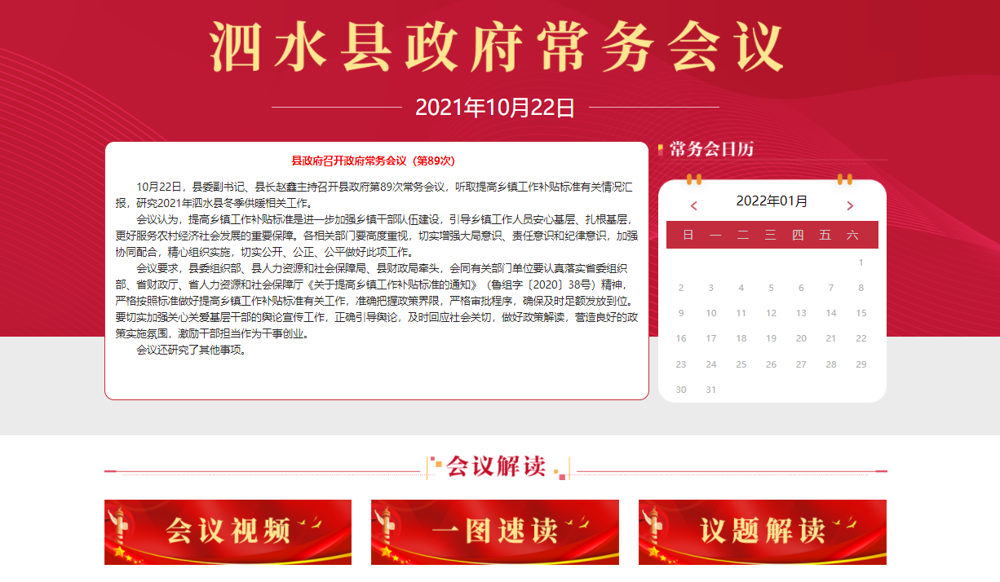 泗水县政府常务会议
2021年10月22日
县政府召开政府常务会议（第89次）
10月22日，县委副书记、县长赵鑫主持召开县政府第89次常务会议，听取提高乡镇工作补贴标准有关情况汇
报，研究2021年泗水县冬季供暖相关工作。
会议认为，提高乡镇工作补贴标准是进一步加强乡镇干部队伍建设，引导乡镇工作人员安心基层、扎根基层，
更好服务农村经济社会发展的重要保障。各相关部门要高度重视，切实增强大局意识、责任意识和纪律意识，加强
协同配合，精心组织实施，切实公开、公正、公平做好此项工作。
会议要求，县委组织部、县人力资源和社会保障局、县财政局牵头，会同有关部门单位要认真落实省委组织
部、省财政厅、省人力资源和社会保障厅《关于提高乡镇工作补贴标准的通知》（鲁组字〔2020〕38号）精神，
严格按照标准做好提高乡镇工作补贴标准有关工作，准确把握政策界限，严格审批程序，确保及时足额发放到位。
要切实加强关心关爱基层干部的舆论宣传工作，正确引导舆论，及时回应社会关切，做好政策解读，营造良好的政
策实施氛围，激励干部担当作为干事创业。
会议还研究了其他事项。
常务会日历
< 2022年01月 >
日 一 二 三 四 五 六
1
2 3 4 5 6 7 8
9 10 11 12 13 14 15
16 17 18 19 20 21 22
23 24 25 26 27 28 29
30 31
会议解读
会议视频 一图速读 议题解读